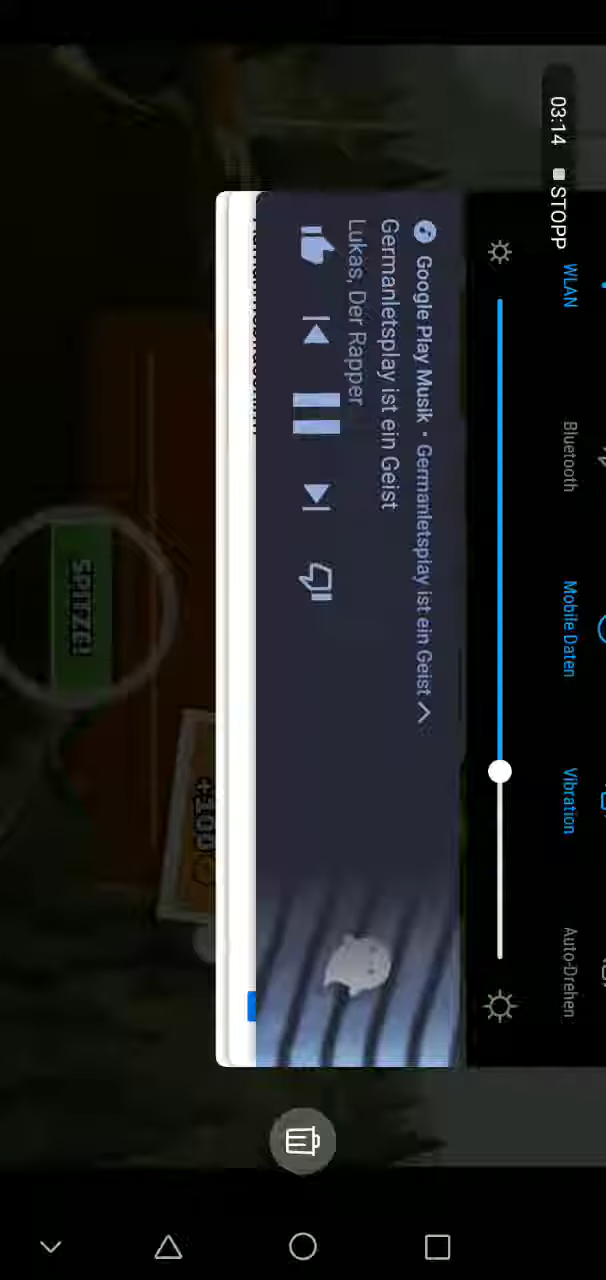 03:14 STOPP
WLAN
Bluetooth
Mobile Daten
Vibration
Auto-Drehen
Google Play Musik • Germanletsplay ist ein Geist
Germanletsplay ist ein Geist
Lukas, Der Rapper
SPITZE!
+100